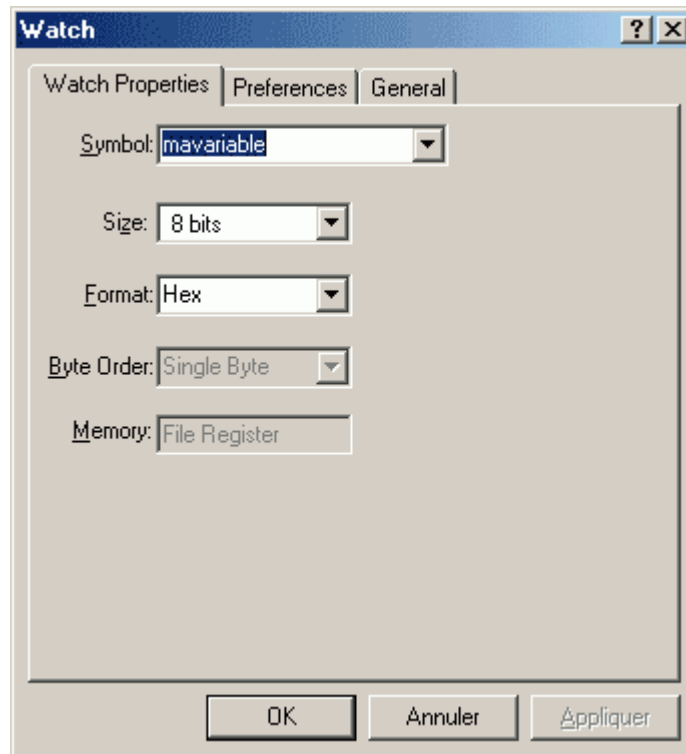 Watch
Watch Properties Preferences General
Symbol: mavariable
Size: 8 bits
Format: Hex
Byte Order: Single Byte
Memory: File Register
OK Annuler Appliquer